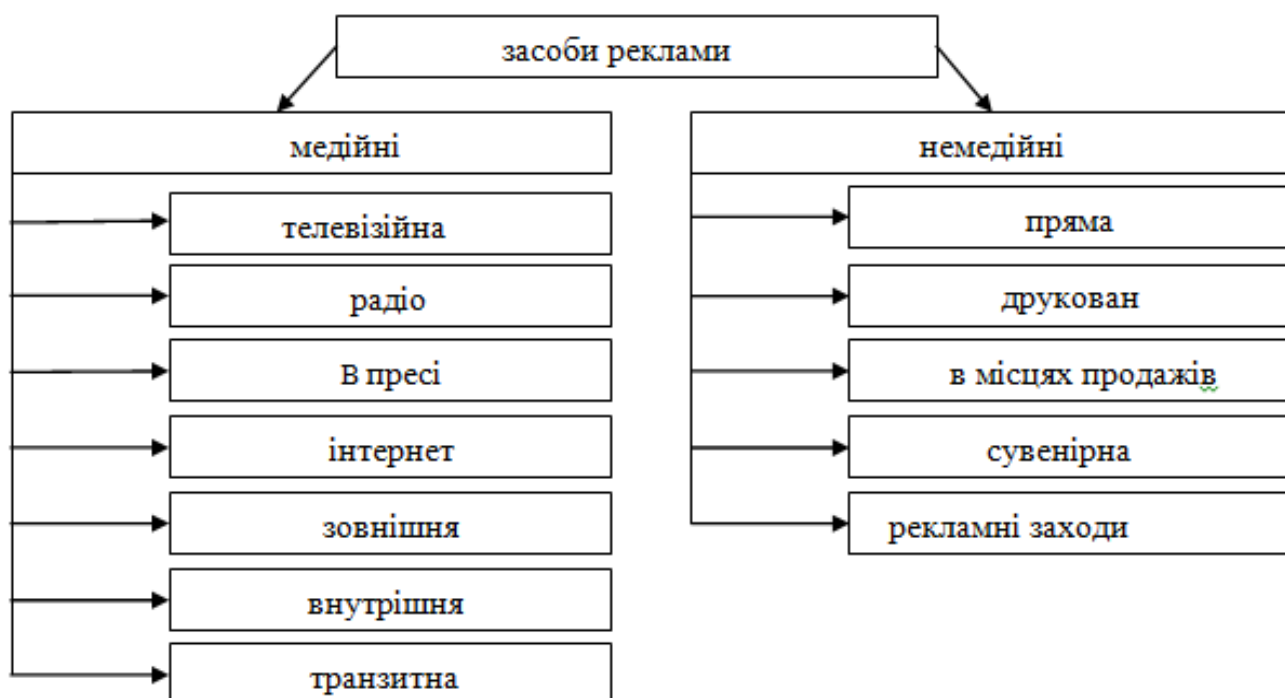 засоби реклами
медійні
телевізійна
радіо
В пресі
інтернет
зовнішня
внутрішня
транзитна
немедійні
пряма
друкован
в місцях продажів
сувенірна
рекламні заходи